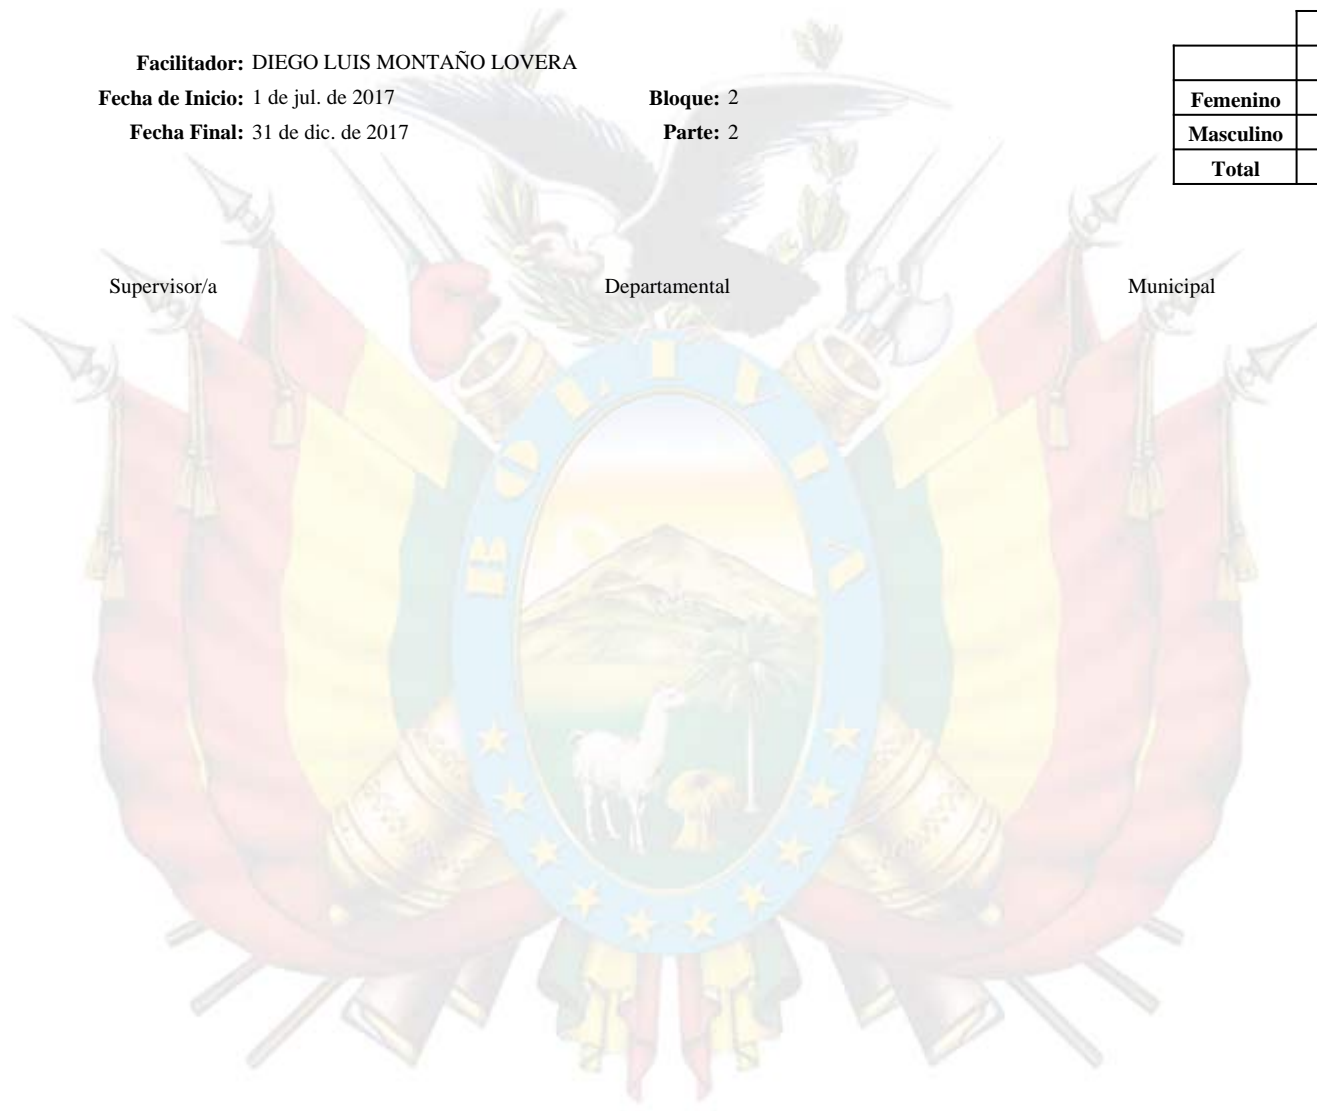 Facilitador: DIEGO LUIS MONTAÑO LOVERA
Fecha de Inicio: 1 de jul. de 2017 Bloque: 2
Fecha Final: 31 de dic. de 2017 Parte: 2
Femenino
Masculino
Total
Supervisor/a Departamental Municipal
BOLIVIA